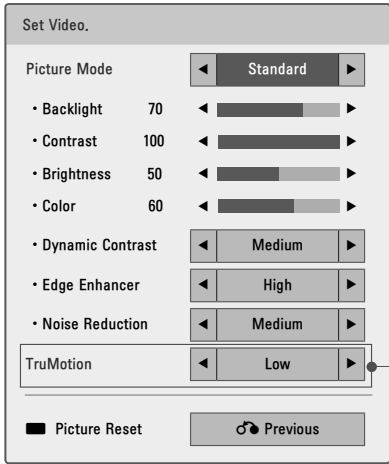 Set Video.
Picture Mode Standard
• Backlight 70
• Contrast 100
• Brightness 50
• Color 60
• Dynamic Contrast Medium
• Edge Enhancer High
• Noise Reduction Medium
TruMotion Low
Picture Reset Previous